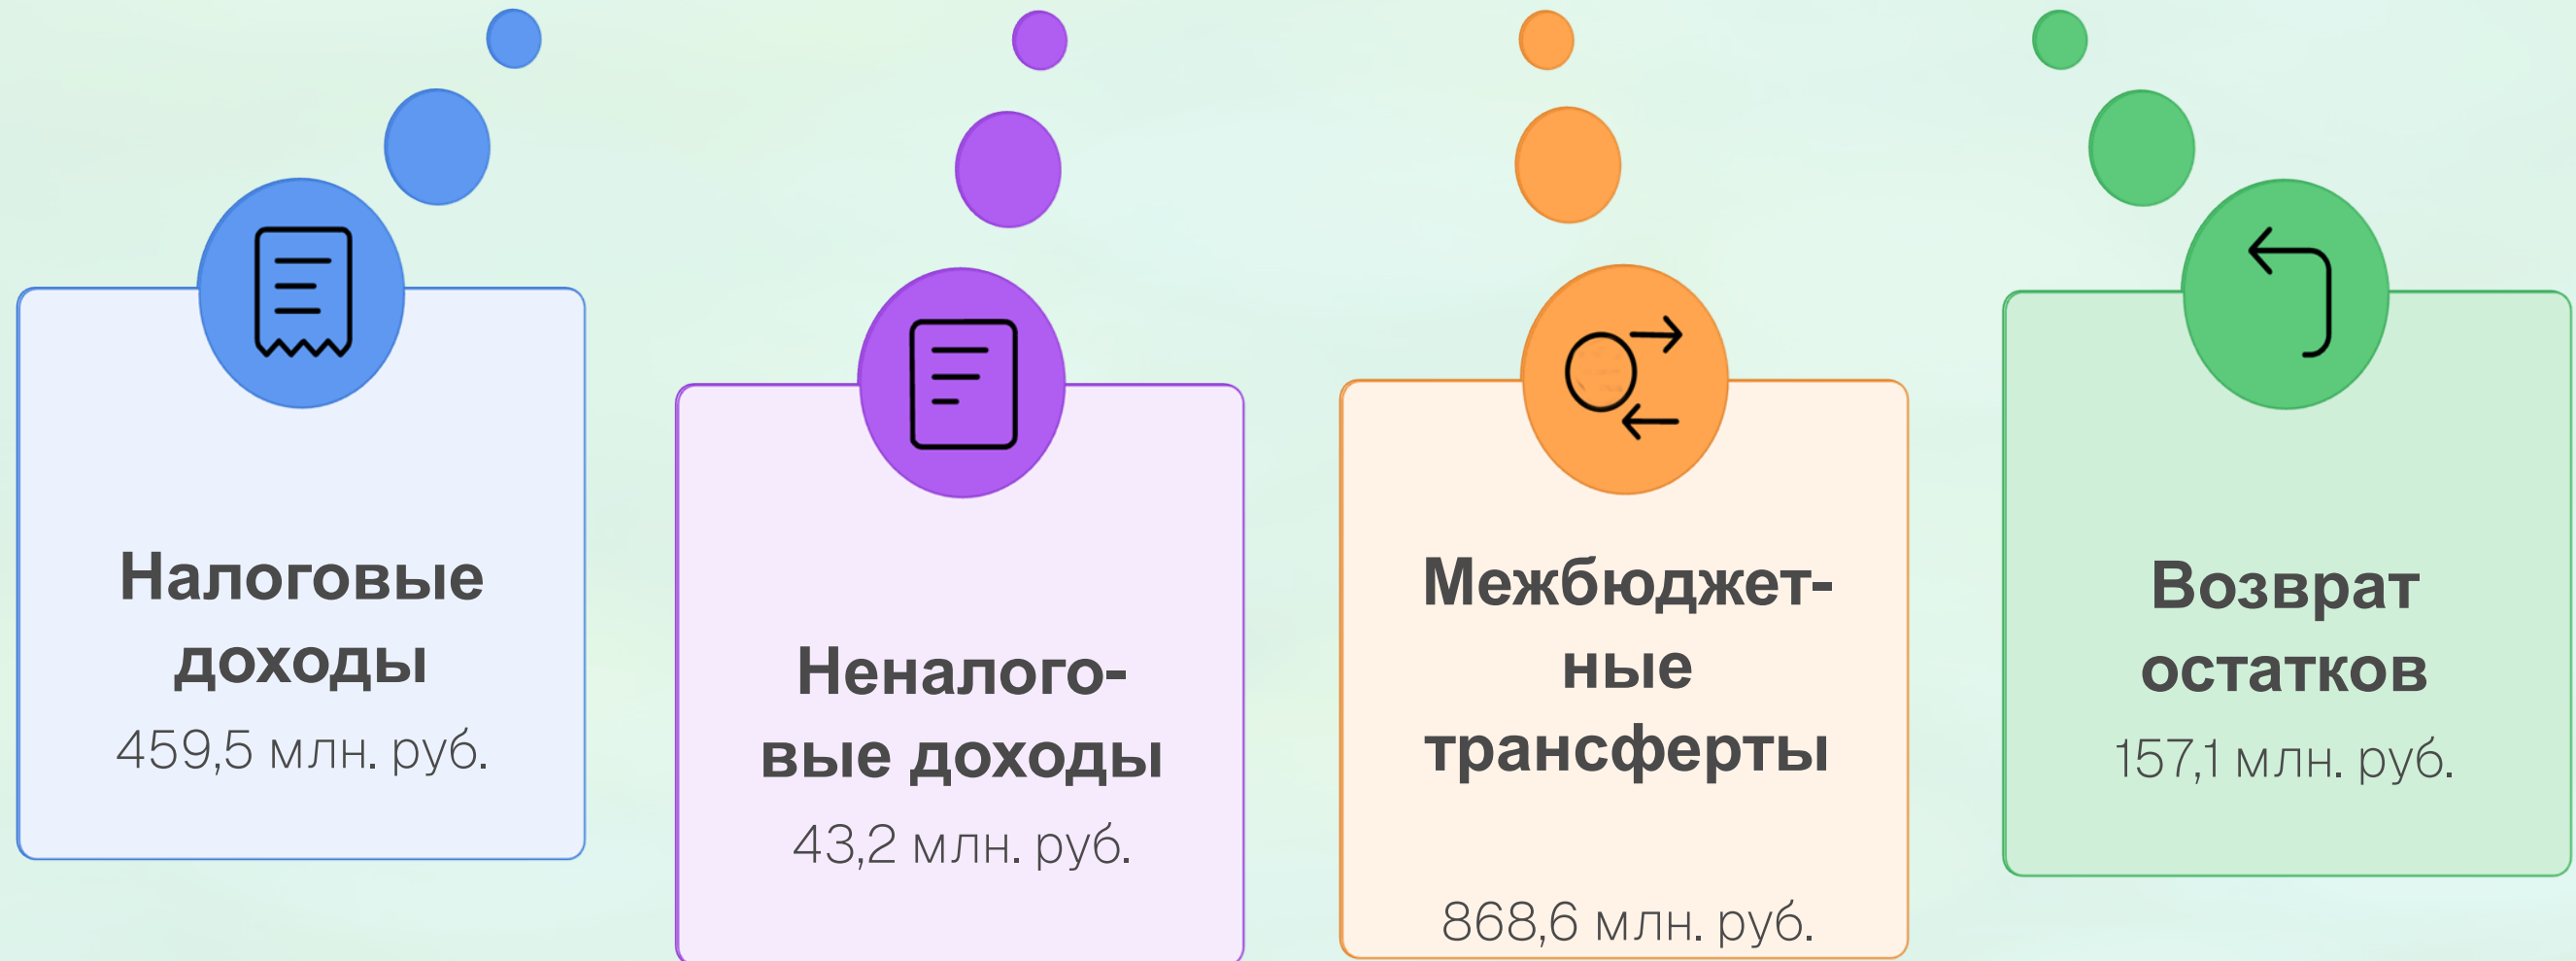 Налоговые
доходы
459,5 млн. руб.
Неналого-
вые доходы
43,2 млн. руб.
Межбюджет-
ные
трансферты
868,6 млн. руб.
Возврат
остатков
157,1 млн. руб.